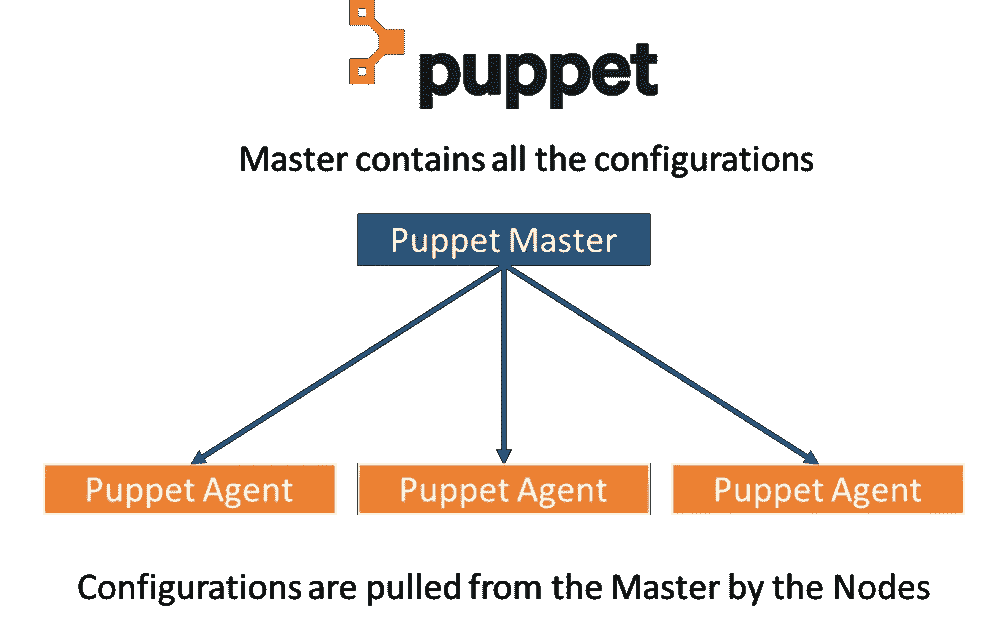 puppet
Master contains all the configurations
Puppet Master
Puppet Agent
Puppet Agent
Puppet Agent
Configurations are pulled from the Master by the Nodes